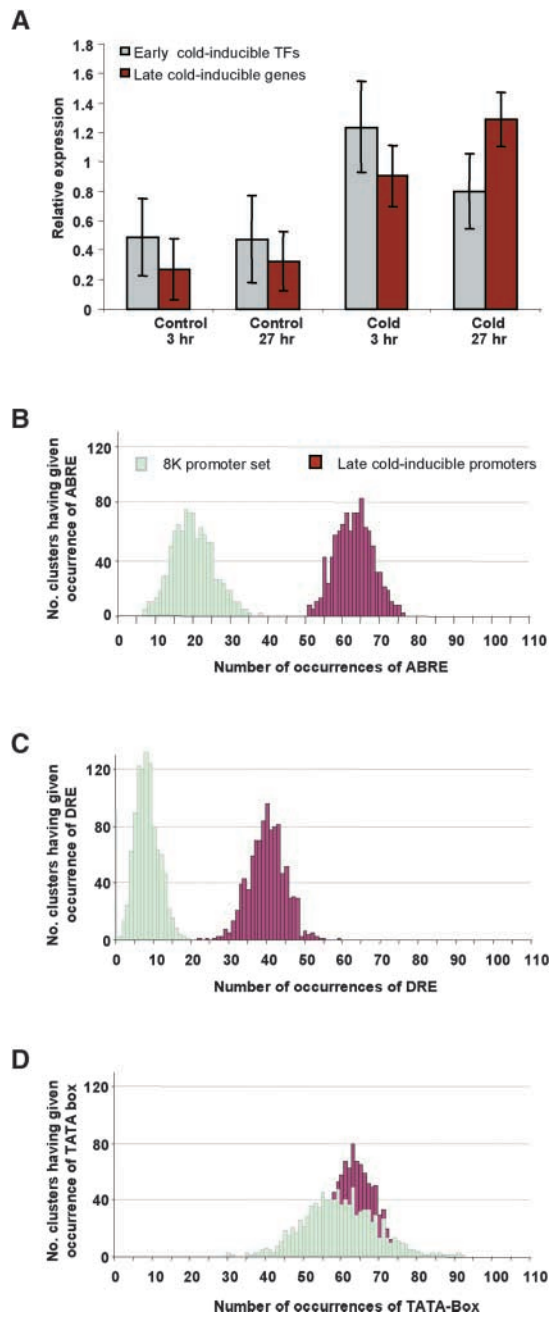 A
Early cold-inducible TFs
Late cold-inducible genes
Relative expression
1.8
1.6
1.4
1.2
1
0.8
0.6
0.4
0.2
0
Control
3 hr
Control
27 hr
Cold
3 hr
Cold
27 hr
B
8K promoter set
Late cold-inducible promoters
No. clusters having given
occurrence of ABRE
120
80
40
0
0 10 20 30 40 50 60 70 80 90 100 110
Number of occurrences of ABRE
C
No. clusters having given
occurrence of DRE
120
80
40
0
0 10 20 30 40 50 60 70 80 90 100 110
Number of occurrences of DRE
D
No. clusters having given
occurrence of TATA box
120
80
40
0
0 10 20 30 40 50 60 70 80 90 100 110
Number of occurrences of TATA-Box